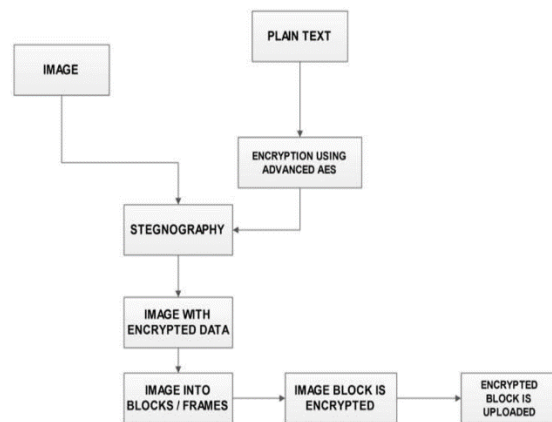 PLAIN TEXT
IMAGE
ENCRYPTION USING
ADVANCED AES
STEGNOGRAPHY
IMAGE WITH
ENCRYPTED DATA
IMAGE INTO
BLOCKS / FRAMES
IMAGE BLOCK IS
ENCRYPTED
ENCRYPTED
BLOCK IS
UPLOADED